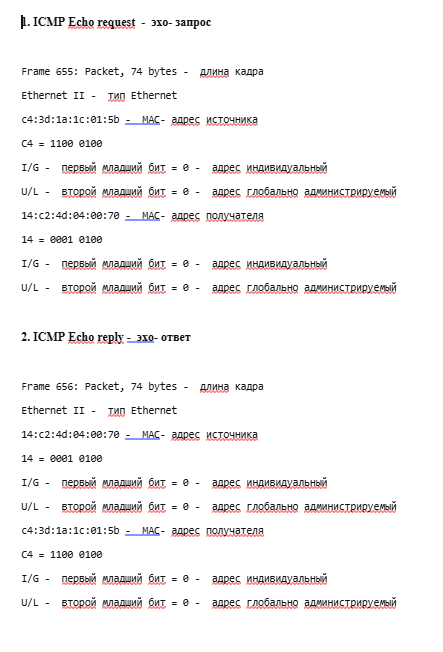 1. ICMP Echo request - эхо- запрос
Frame 655: Packet, 74 bytes - длина кадра
Ethernet II - тип Ethernet
c4:3d:1a:1c:01:5b - MAC- адрес источника
C4 = 1100 0100
I/G - первый младший бит = 0 - адрес индивидуальный
U/L - второй младший бит = 0 - адрес глобально администрируемый
14:c2:4d:04:00:70 - MAC- адрес получателя
14 = 0001 0100
I/G - первый младший бит = 0 - адрес индивидуальный
U/L - второй младший бит = 0 - адрес глобально администрируемый
2. ICMP Echo reply - эхо- ответ
Frame 656: Packet, 74 bytes - длина кадра
Ethernet II - тип Ethernet
14:c2:4d:04:00:70 - MAC- адрес источника
14 = 0001 0100
I/G - первый младший бит = 0 - адрес индивидуальный
U/L - второй младший бит = 0 - адрес глобально администрируемый
c4:3d:1a:1c:01:5b - MAC- адрес получателя
C4 = 1100 0100
I/G - первый младший бит = 0 - адрес индивидуальный
U/L - второй младший бит = 0 - адрес глобально администрируемый